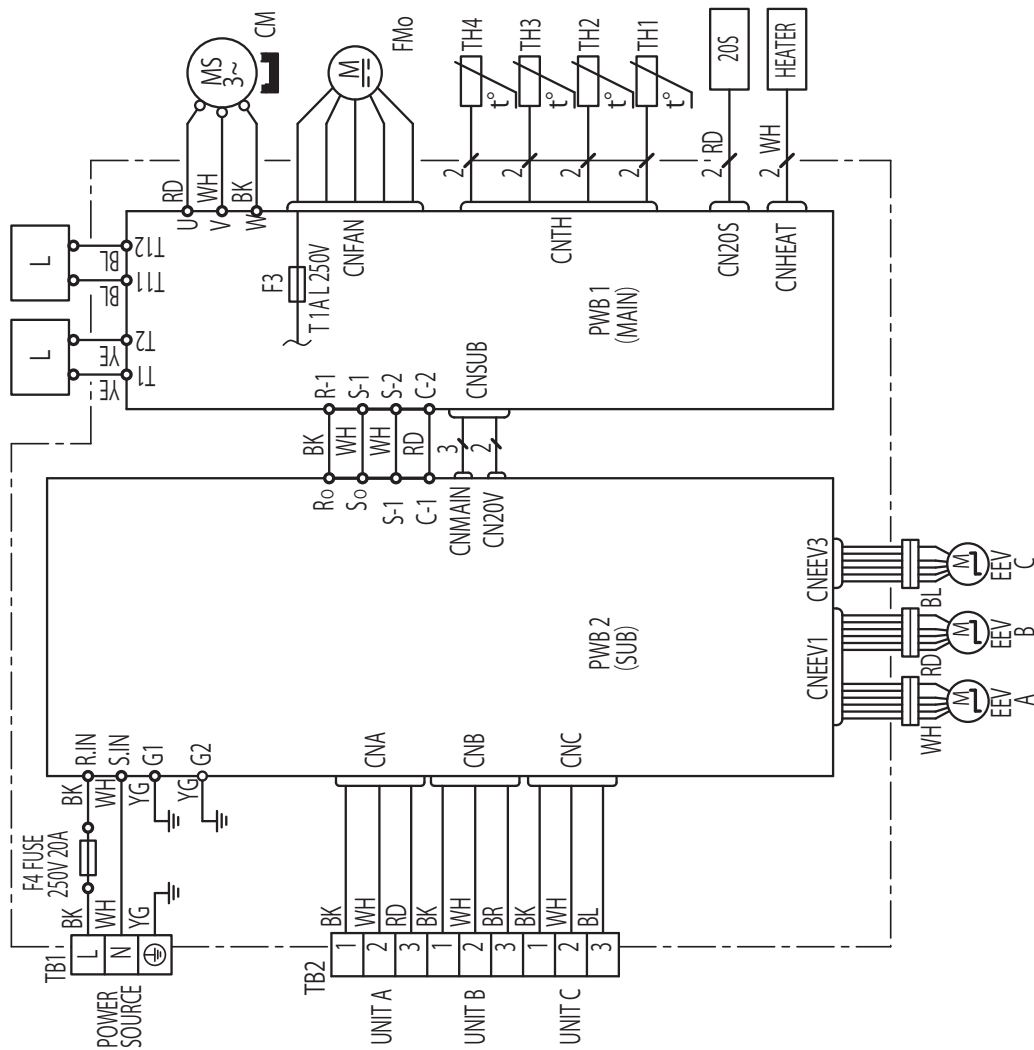 POWER
SOURCE
TB1
L
N
BK
WH
YG
F4 FUSE
250V 20A
BK
WH
YG
YG
R.IN
S.IN
G1
G2
TB2
UNIT A
UNIT B
UNIT C
1
2
3
1
2
3
1
2
3
BK
WH
RD
BK
WH
BR
BK
WH
BL
CNA
CNB
CNC
PWB2
(SUB)
Ro
So
S-1
C-1
CNMAIN
CN20V
BK
WH
WH
RD
3
2
R-1
S-1
S-2
C-2
CNSUB
CNEEV1
CNEEV3
WH
RD
BL
M
M
M
EEV
A
EEV
B
EEV
C
PWB1
(MAIN)
L
L
YE
YE
BL
BL
T1
T2
T11
T12
F3
T 1A L 250V
U
V
W
RD
WH
BK
MS
3~
CM
CNFAN
M
FMo
CNTH
2
2
2
2
t°
t°
t°
t°
TH4
TH3
TH2
TH1
CN20S
2
RD
20S
CNHEAT
2
WH
HEATER